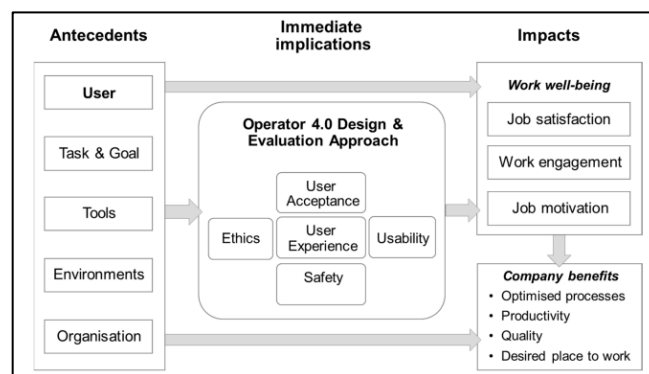 Antecedents
Immediate
implications
Impacts
User
Task & Goal
Tools
Environments
Organisation
Operator 4.0 Design &
Evaluation Approach
User
Acceptance
Ethics
User
Experience
Usability
Safety
Work well-being
Job satisfaction
Work engagement
Job motivation
Company benefits
• Optimised processes
• Productivity
• Quality
• Desired place to work